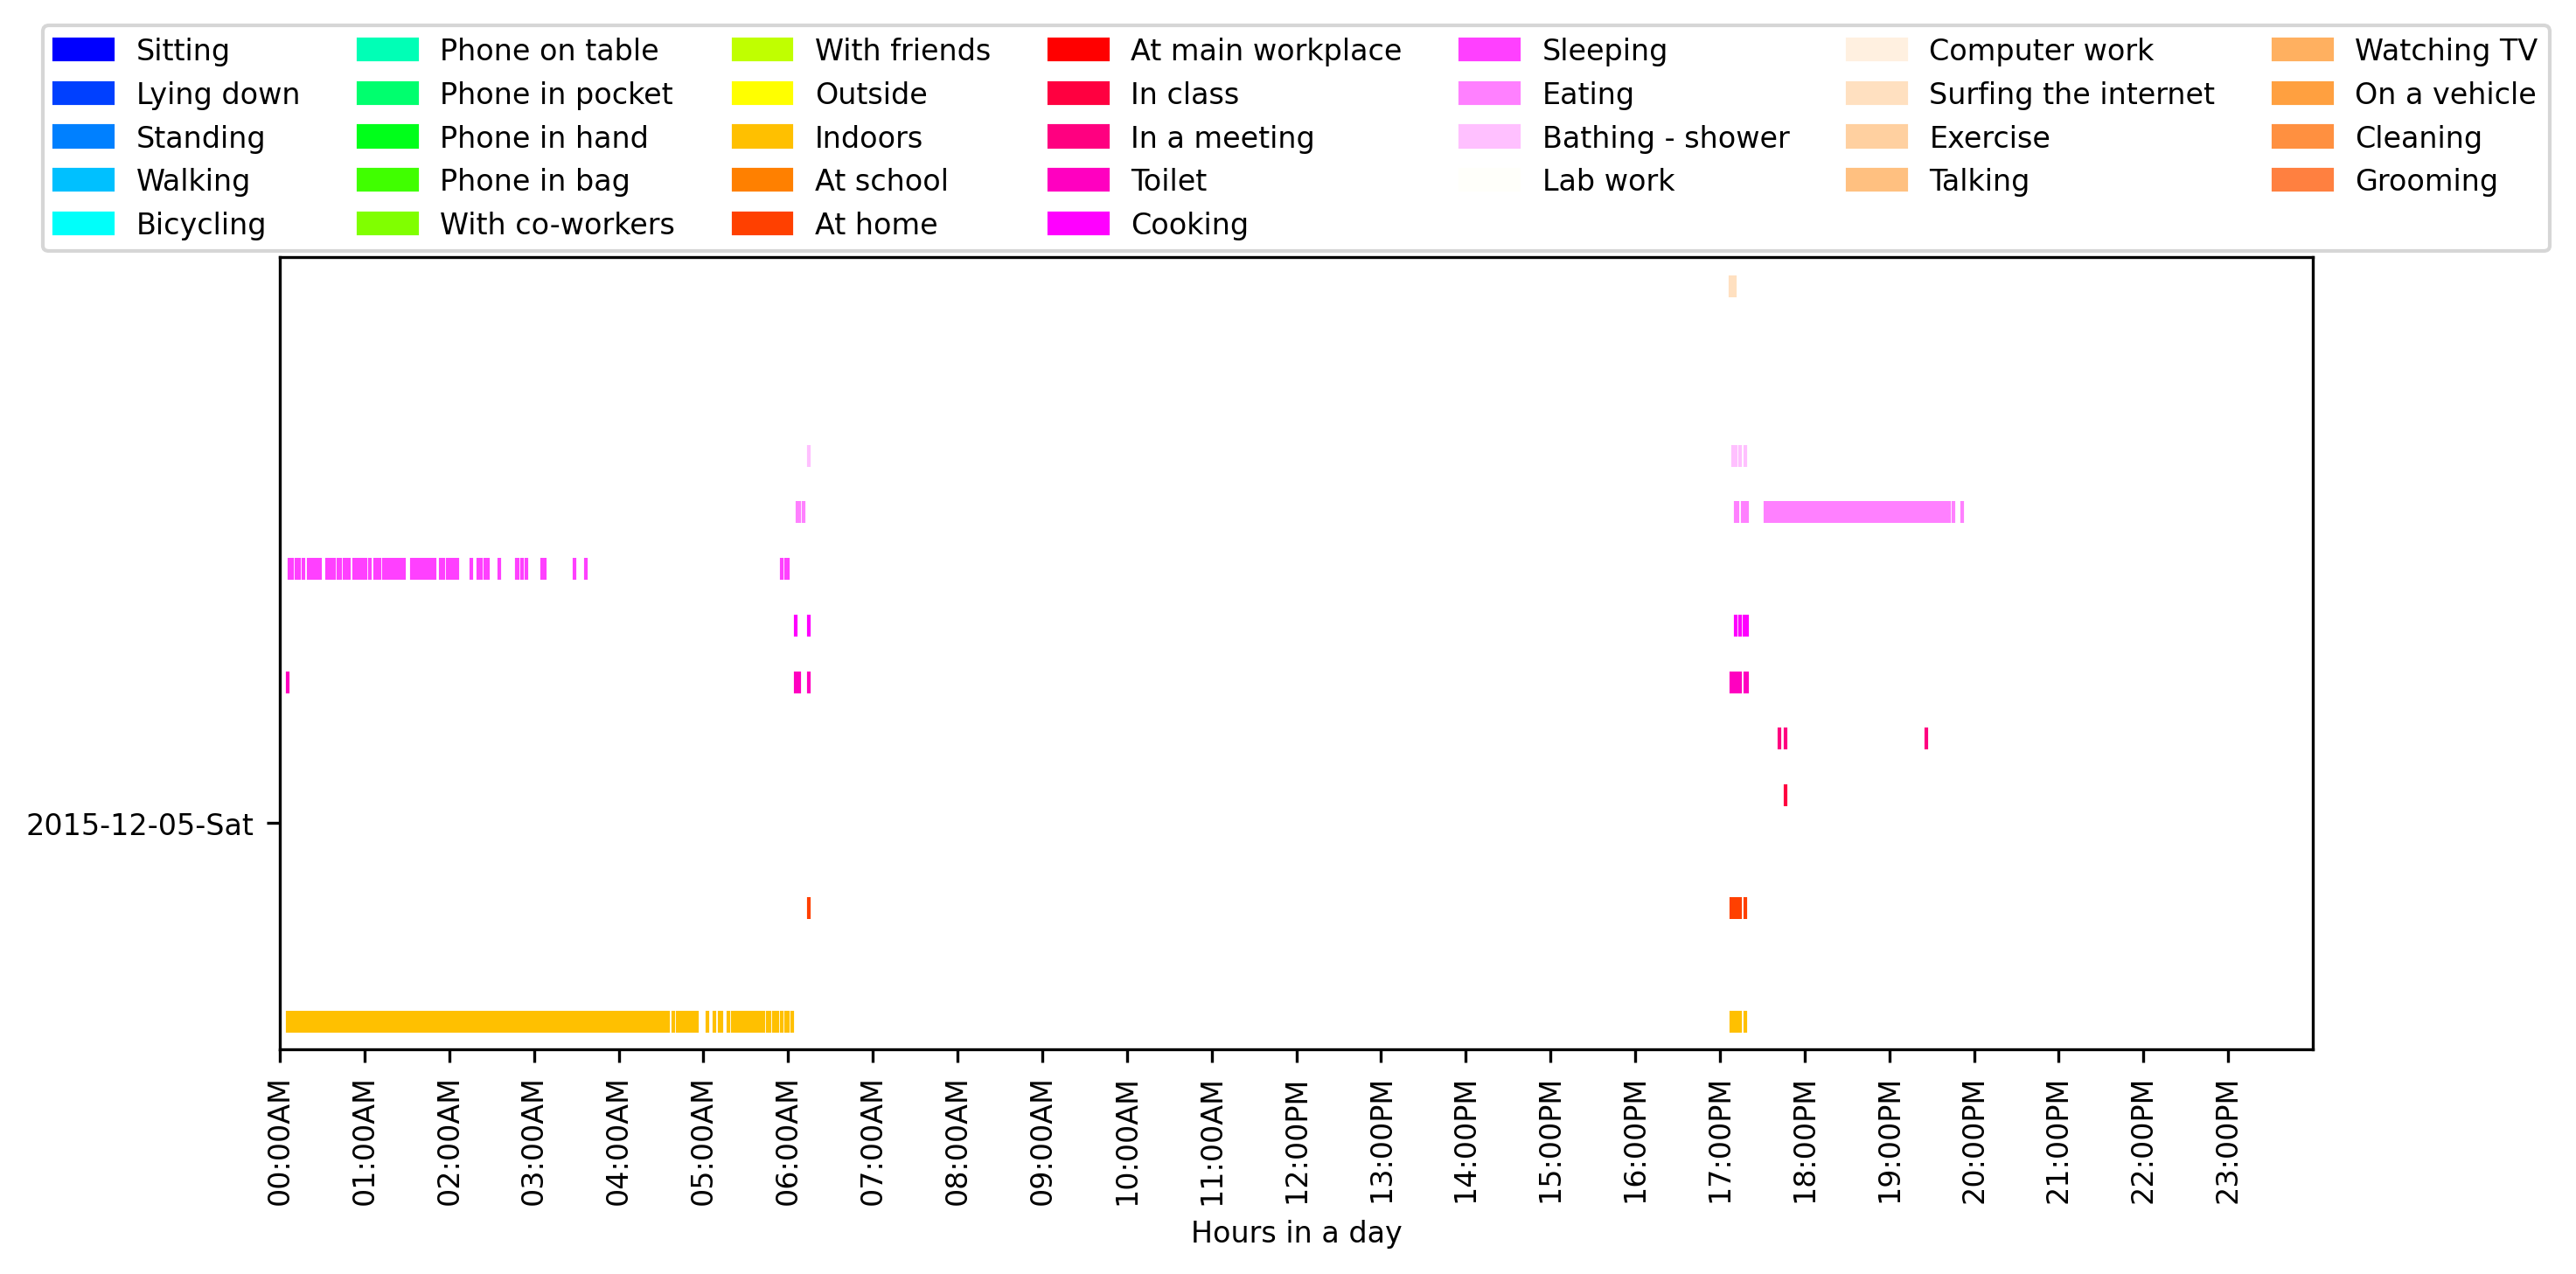 Sitting
Lying down
Standing
Walking
Bicycling
Phone on table
Phone in pocket
Phone in hand
Phone in bag
With co-workers
With friends
Outside
Indoors
At school
At home
At main workplace
In class
In a meeting
Toilet
Cooking
Sleeping
Eating
Bathing - shower
Lab work
Computer work
Surfing the internet
Exercise
Talking
Watching TV
On a vehicle
Cleaning
Grooming
2015-12-05-Sat
00:00AM
01:00AM
02:00AM
03:00AM
04:00AM
05:00AM
06:00AM
07:00AM
08:00AM
09:00AM
10:00AM
11:00AM
12:00PM
13:00PM
14:00PM
15:00PM
16:00PM
17:00PM
18:00PM
19:00PM
20:00PM
21:00PM
22:00PM
23:00PM
Hours in a day